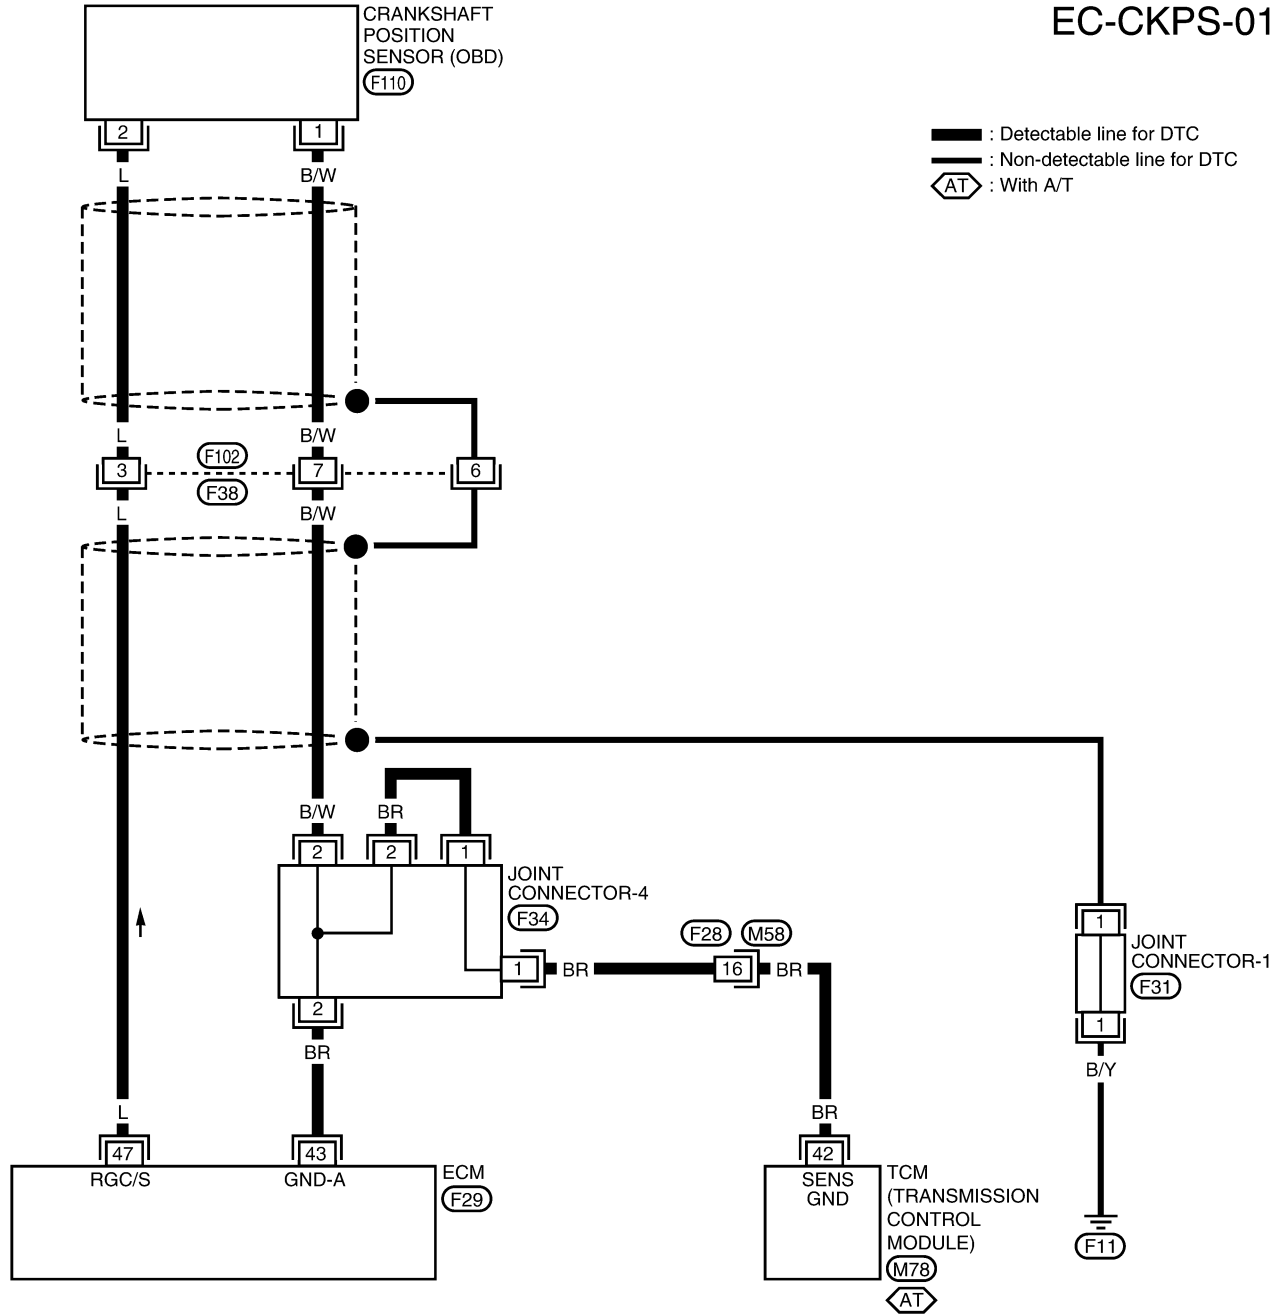 EC-CKPS-01
CRANKSHAFT
POSITION
SENSOR (OBD)
F110
: Detectable line for DTC
: Non-detectable line for DTC
AT : With A/T
2 1
L B/W
L B/W
F102
3 7 6
F38
L B/W
B/W BR
2 2 1
JOINT
CONNECTOR-4
F34
F28 M58
1 BR 16 BR
1
JOINT
CONNECTOR-1
F31
1
2
BR
B/Y
L BR
47 43 42
RGC/S GND-A
ECM
F29
SENS
GND
TCM
(TRANSMISSION
CONTROL
MODULE)
M78
AT
F11